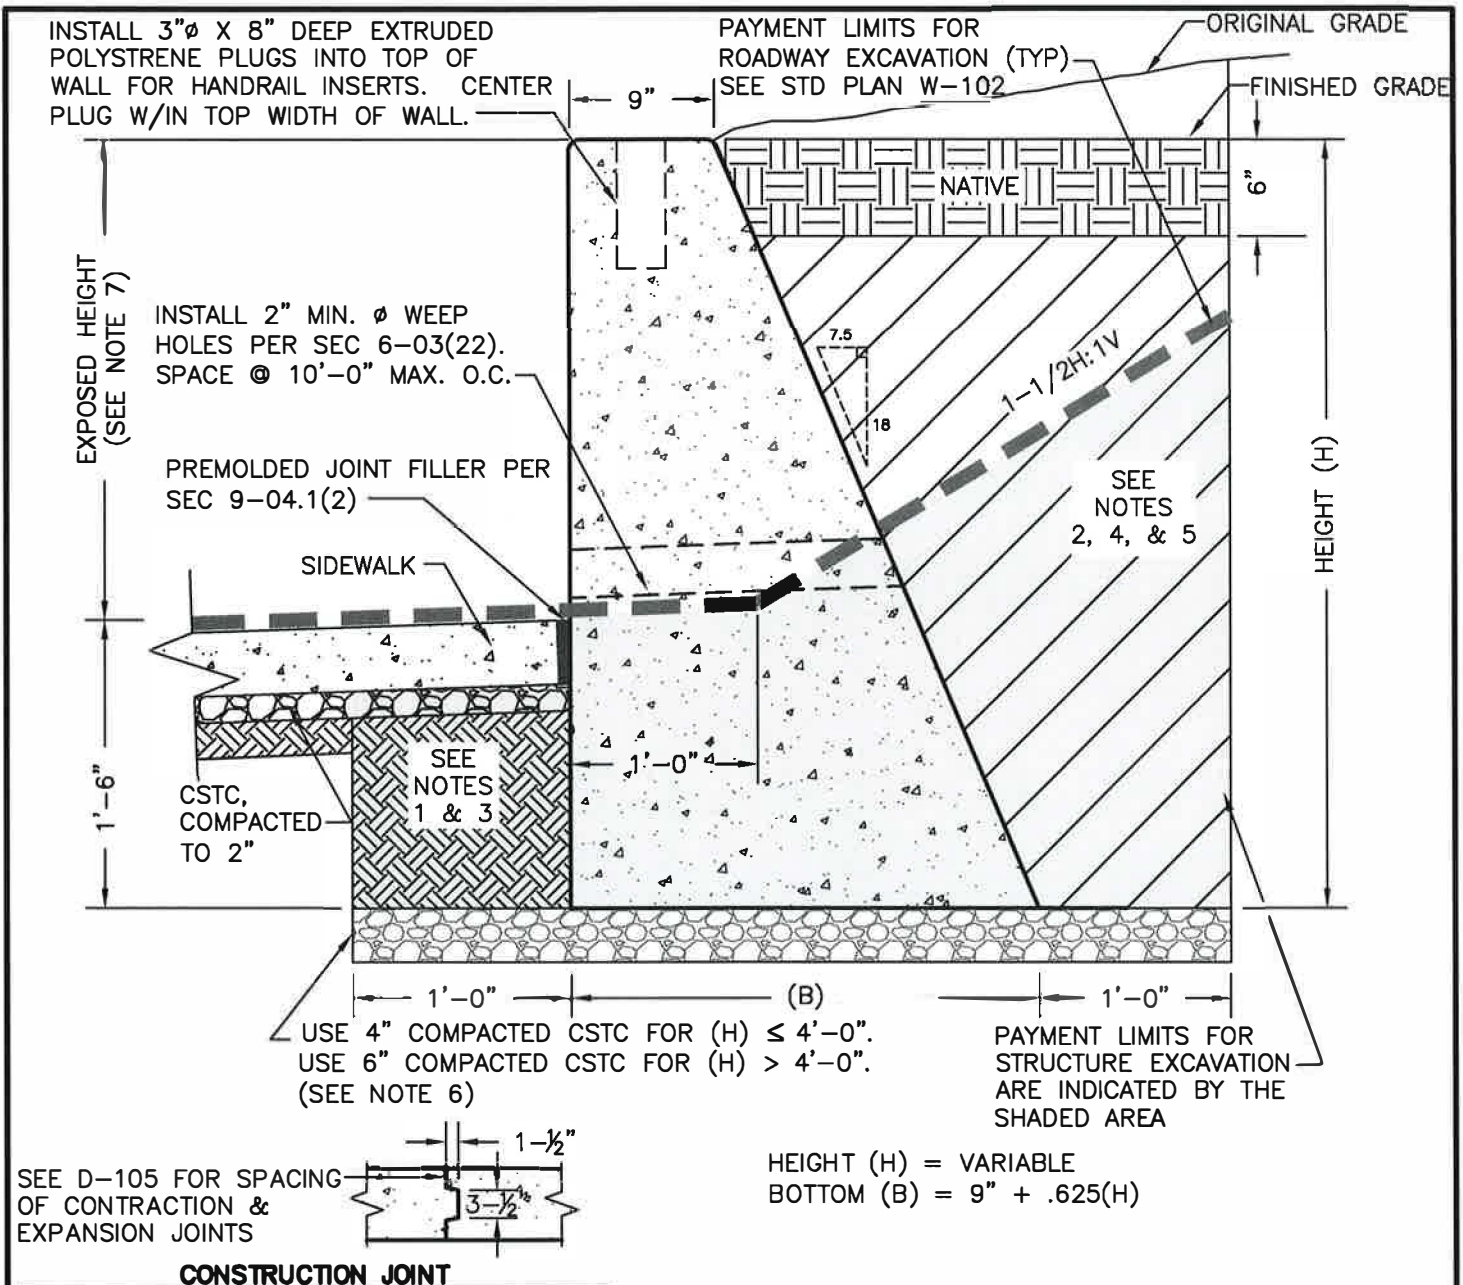 INSTALL 3"ø X 8" DEEP EXTRUDED
POLYSTRENE PLUGS INTO TOP OF
WALL FOR HANDRAIL INSERTS. CENTER
PLUG W/IN TOP WIDTH OF WALL.
9"
PAYMENT LIMITS FOR
ROADWAY EXCAVATION (TYP)
SEE STD PLAN W-102
ORIGINAL GRADE
FINISHED GRADE
NATIVE
6"
EXPOSED HEIGHT
(SEE NOTE 7)
INSTALL 2" MIN. ø WEEP
HOLES PER SEC 6-03(22).
SPACE @ 10'-0" MAX. O.C.
7.5
18
1-1/2H:1V
PREMOLDED JOINT FILLER PER
SEC 9-04.1(2)
SEE
NOTES
2, 4, & 5
HEIGHT (H)
SIDEWALK
1'-6"
SEE
NOTES
1 & 3
1'-0"
CSTC,
COMPACTED
TO 2"
1'-0"
(B)
1'-0"
USE 4" COMPACTED CSTC FOR (H) ≤ 4'-0".
USE 6" COMPACTED CSTC FOR (H) > 4'-0".
(SEE NOTE 6)
PAYMENT LIMITS FOR
STRUCTURE EXCAVATION
ARE INDICATED BY THE
SHADED AREA
1-½"
SEE D-105 FOR SPACING
OF CONTRACTION &
EXPANSION JOINTS
3-½"
HEIGHT (H) = VARIABLE
BOTTOM (B) = 9" + .625(H)
CONSTRUCTION JOINT